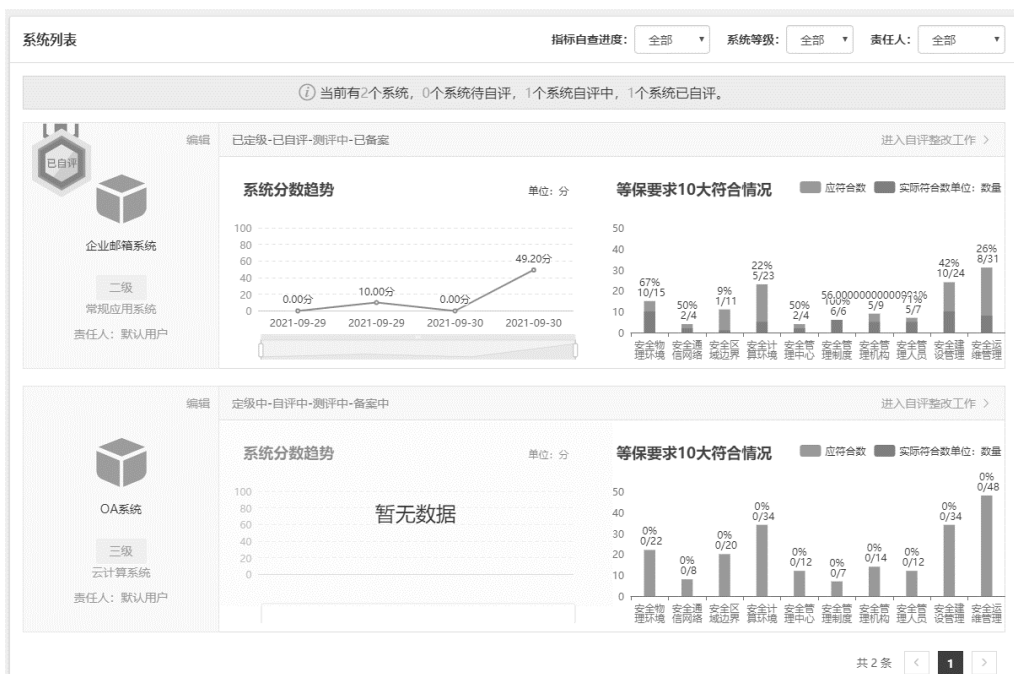 系统列表
指标自查进度： 全部 系统等级： 全部 责任人： 全部
当前有2个系统，0个系统待自评，1个系统自评中，1个系统已自评。
已自评
编辑
企业邮箱系统
二级
常规应用系统
责任人：默认用户
已定级-已自评-测评中-已备案 进入自评整改工作 >
系统分数趋势 单位：分
100
80
60
40
20
0
0.00分 10.00分 0.00分 49.20分
2021-09-29 2021-09-29 2021-09-30 2021-09-30
等保要求10大符合情况 应符合数 实际符合数单位：数量
50
40
30
20
10
0
67% 50% 9% 22% 50% 100% 71% 42% 26%
10/15 2/4 1/11 5/23 2/4 6/6 5/9 5/7 10/24 8/31
安全物理环境 安全通信网络 安全区域边界 安全计算环境 安全管理中心 安全管理制度 安全管理机构 安全管理人员 安全建设管理 安全运维管理
编辑
OA系统
三级
云计算系统
责任人：默认用户
定级中-自评中-测评中-备案中 进入自评整改工作 >
系统分数趋势 单位：分
100
80
60
40
20
0
暂无数据
等保要求10大符合情况 应符合数 实际符合数单位：数量
50
40
30
20
10
0
0% 0% 0% 0% 0% 0% 0% 0% 0% 0%
0/22 0/8 0/20 0/34 0/12 0/7 0/14 0/12 0/34 0/48
安全物理环境 安全通信网络 安全区域边界 安全计算环境 安全管理中心 安全管理制度 安全管理机构 安全管理人员 安全建设管理 安全运维管理
共 2 条 < 1 >